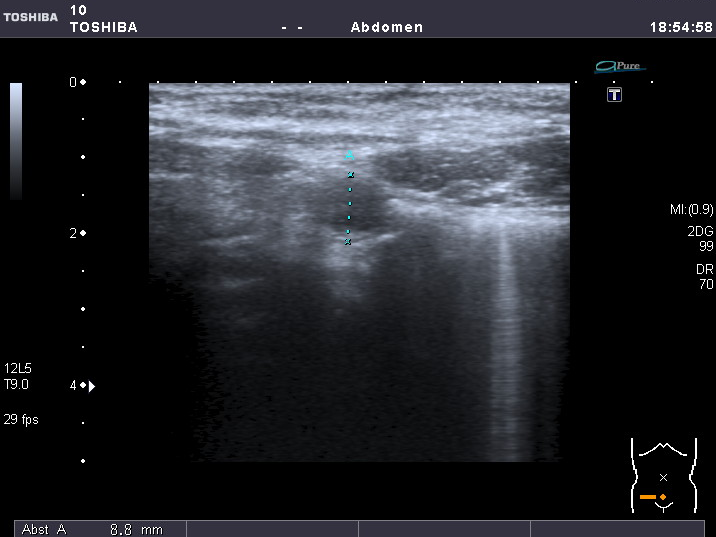 TOSHIBA
10
TOSHIBA - - Abdomen 18:54:58
Pure
T
0
2
4
MI:(0.9)
2DG
99
DR
70
12L5
T9.0
29 fps
Abst A 8.8 mm